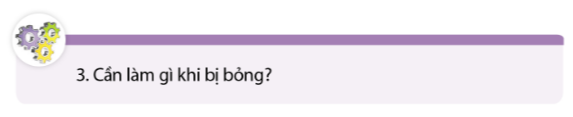 3. Cần làm gì khi bị bỏng?